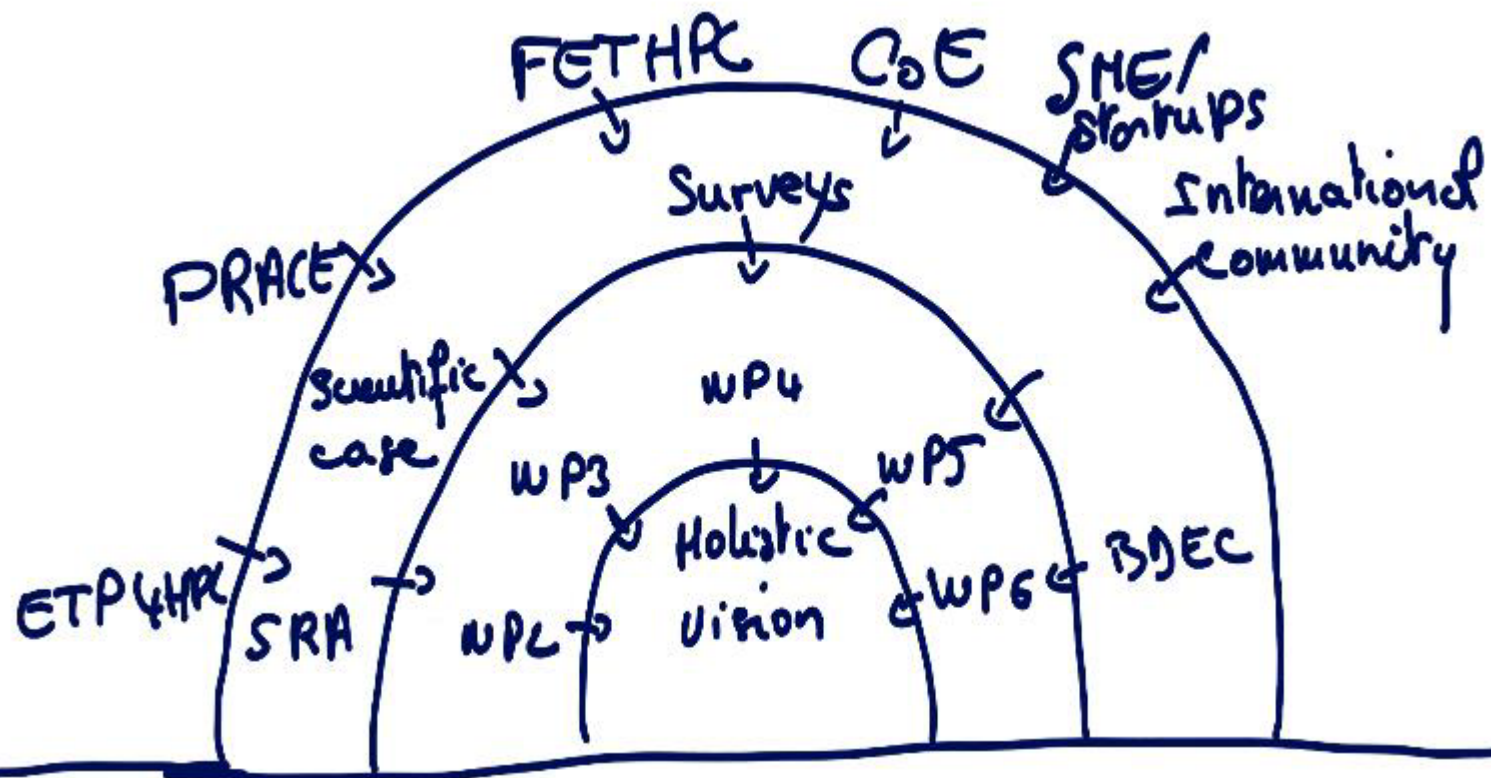 FETHPC
CoE
SME/
startups
International
community
Surveys
PRACE
Scientific
case
WP4
WP3
WP5
Holistic
vision
ETP4HPC
SRA
WP2
WP6
BDEC